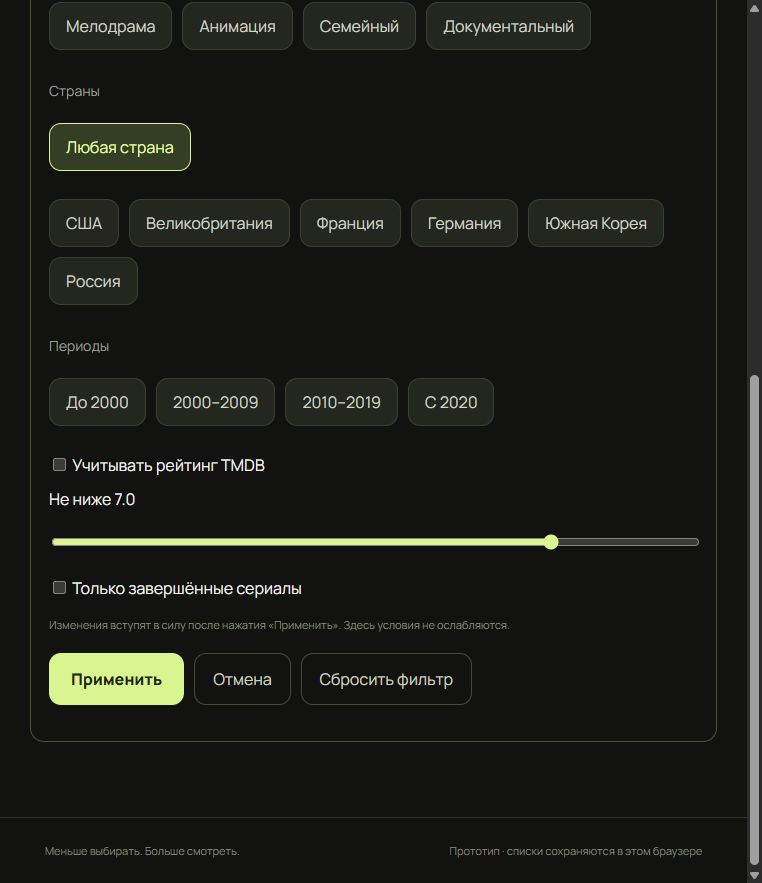 Мелодрама Анимация Семейный Документальный
Страны
Любая страна
США Великобритания Франция Германия Южная Корея
Россия
Периоды
До 2000 2000–2009 2010–2019 С 2020
Учитывать рейтинг TMDB
Не ниже 7.0
Только завершённые сериалы
Изменения вступят в силу после нажатия «Применить». Здесь условия не ослабляются.
Применить Отмена Сбросить фильтр
Меньше выбирать. Больше смотреть. Прототип · списки сохраняются в этом браузере